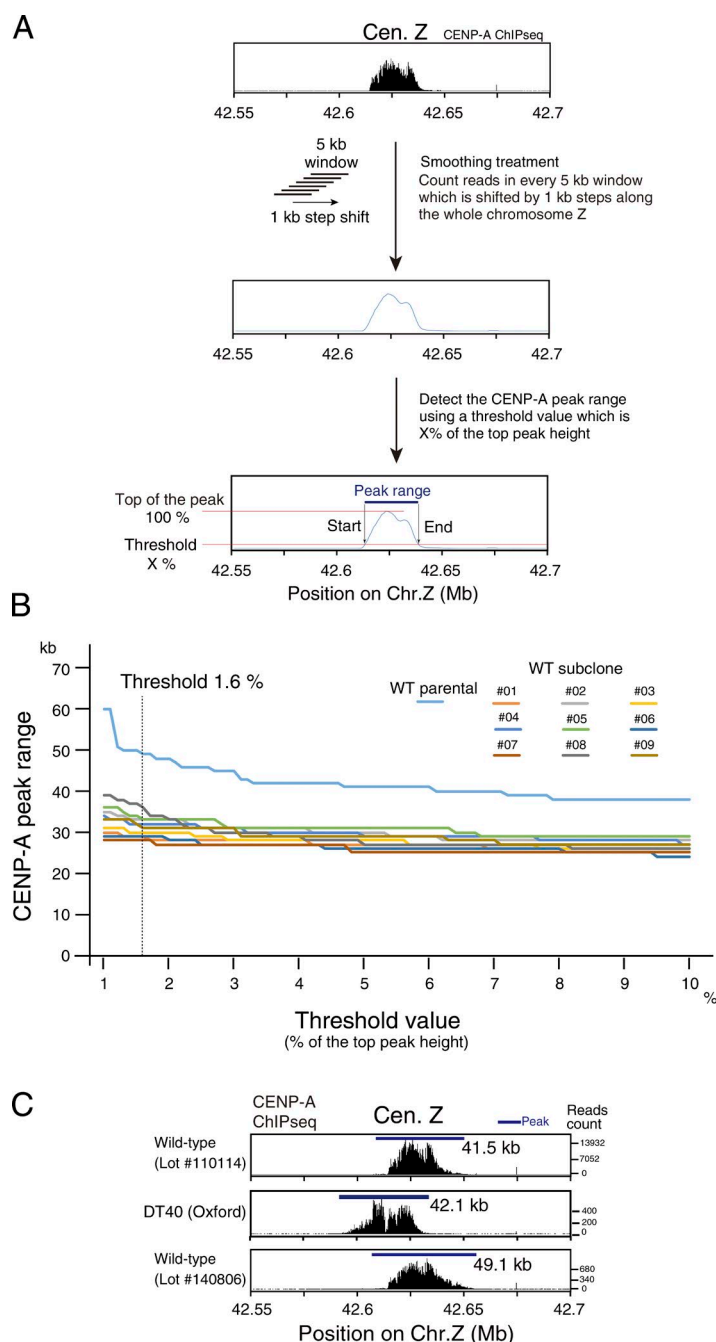 A
Cen. Z CENP-A ChIPseq
42.55 42.6 42.65 42.7
5 kb
window
1 kb step shift
Smoothing treatment
Count reads in every 5 kb window
which is shifted by 1 kb steps along
the whole chromosome Z
42.55 42.6 42.65 42.7
Detect the CENP-A peak range
using a threshold value which is
X% of the top peak height
Top of the peak
100 %
Threshold
X %
Peak range
Start End
42.55 42.6 42.65 42.7
Position on Chr.Z (Mb)
B
kb
70
60
50
40
30
20
10
0
CENP-A peak range
Threshold 1.6 %
WT parental
WT subclone
#01 #02 #03
#04 #05 #06
#07 #08 #09
1 2 3 4 5 6 7 8 9 10
%
Threshold value
(% of the top peak height)
C
CENP-A
ChIPseq
Cen. Z
Peak
Reads
count
Wild-type
(Lot #110114)
41.5 kb
13932
7052
0
DT40 (Oxford)
42.1 kb
400
200
0
Wild-type
(Lot #140806)
49.1 kb
680
340
0
42.55 42.6 42.65 42.7
Position on Chr.Z (Mb)